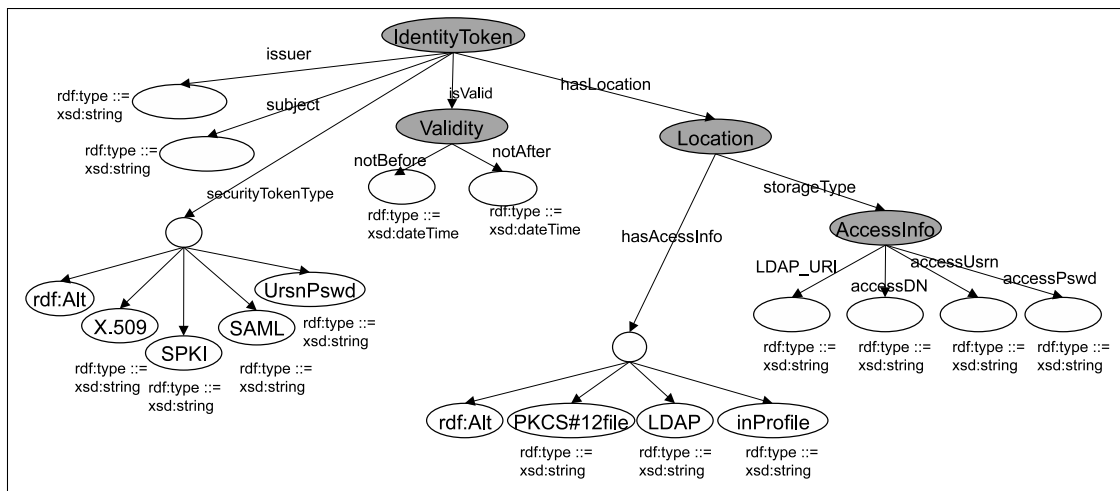 IdentityToken
issuer
rdf:type ::=
xsd:string
subject
rdf:type ::=
xsd:string
isValid
hasLocation
Validity
Location
notBefore
notAfter
rdf:type ::=
xsd:dateTime
rdf:type ::=
xsd:dateTime
securityTokenType
storageType
hasAcessInfo
AccessInfo
rdf:Alt
X.509
SPKI
SAML
UrsnPswd
rdf:type ::=
xsd:string
rdf:type ::=
xsd:string
rdf:type ::=
xsd:string
rdf:type ::=
xsd:string
LDAP_URI
accessDN
accessUsrn
accessPswd
rdf:type ::=
xsd:string
rdf:type ::=
xsd:string
rdf:type ::=
xsd:string
rdf:type ::=
xsd:string
rdf:Alt
PKCS#12file
LDAP
inProfile
rdf:type ::=
xsd:string
rdf:type ::=
xsd:string
rdf:type ::=
xsd:string